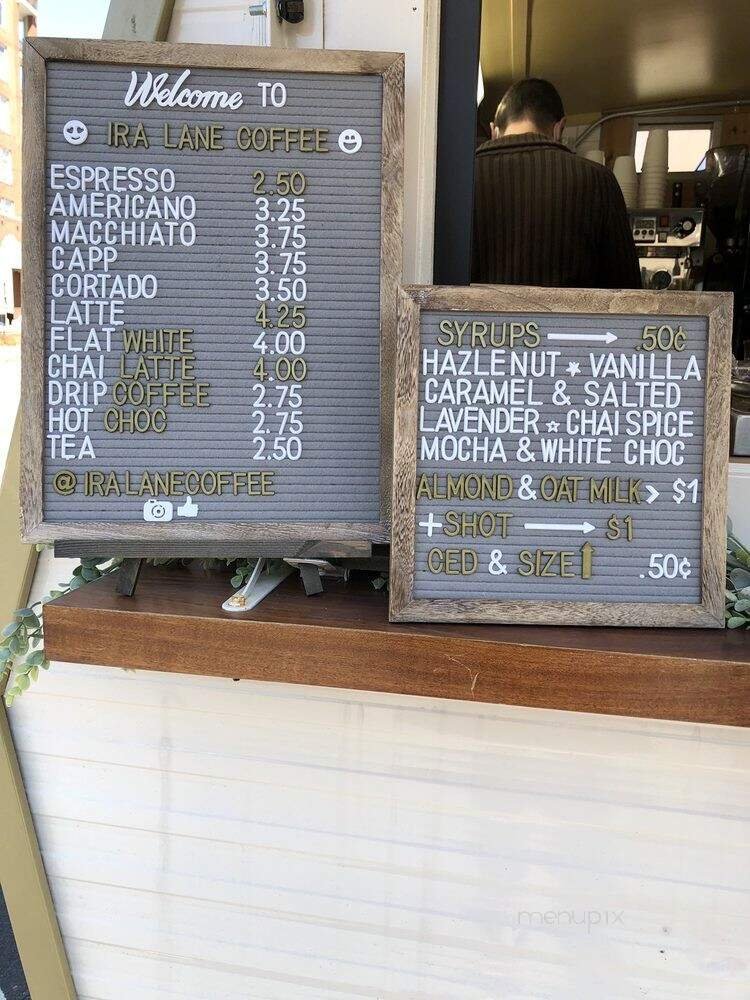 Welcome TO
IRA LANE COFFEE
ESPRESSO 2.50
AMERICANO 3.25
MACCHIATO 3.75
CAPP 3.75
CORTADO 3.50
LATTE 4.25
FLAT WHITE 4.00
CHAI LATTE 4.00
DRIP COFFEE 2.75
HOT CHOC 2.75
TEA 2.50
@IRALANECOFFEE
SYRUPS → .50¢
HAZLENUT ★ VANILLA
CARAMEL & SALTED
LAVENDER ☆ CHAI SPICE
MOCHA & WHITE CHOC
ALMOND & OAT MILK > $1
+SHOT → $1
CED & SIZE ↑ .50¢
menupix